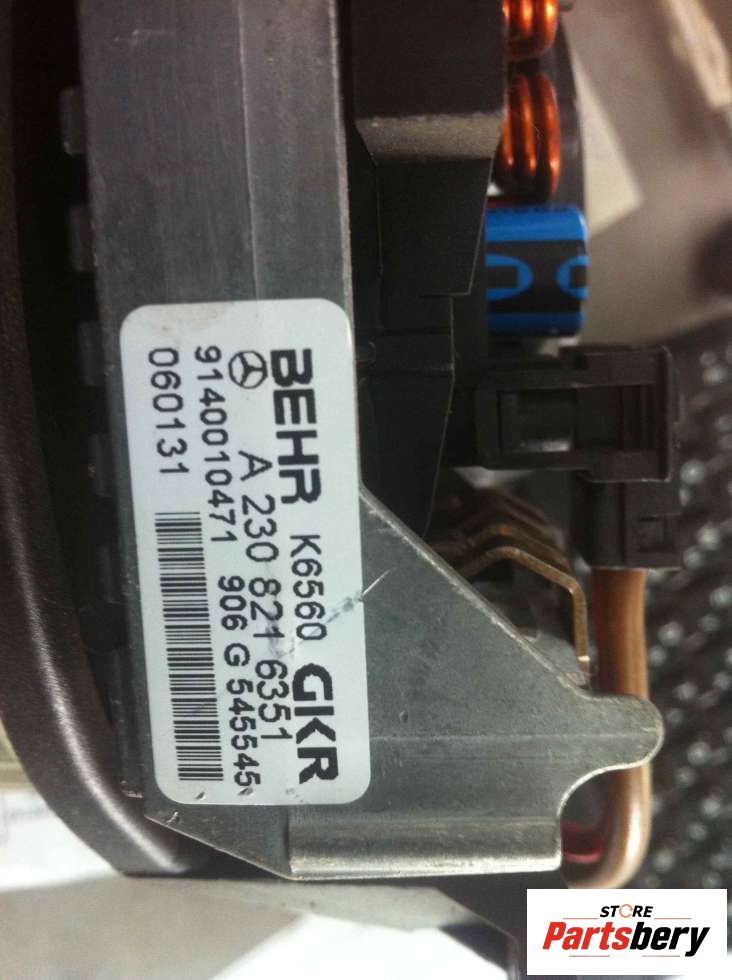 BEHR K6560 GKR
A 230 821 6351
9140010471 906 G 545545
060131
STORE
Partsbery